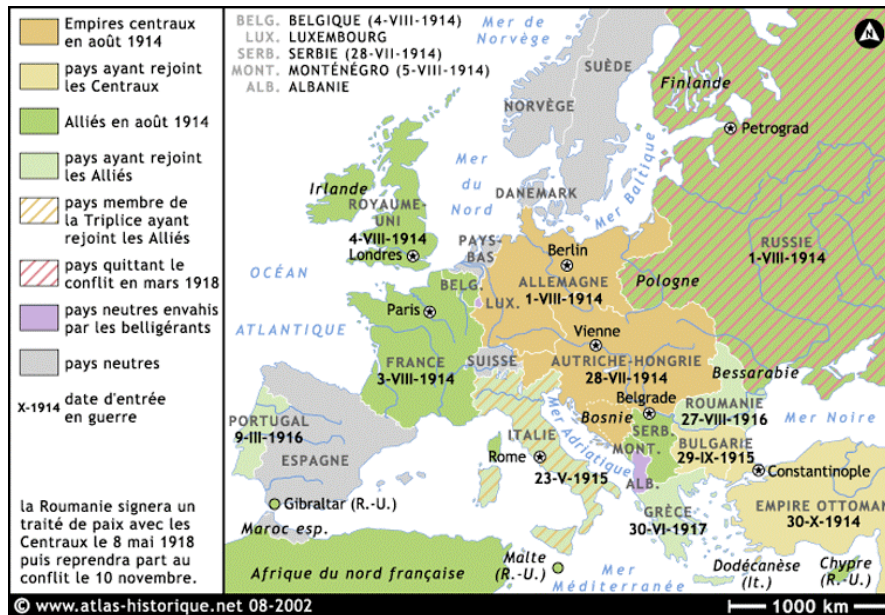 Empires centraux
en août 1914
pays ayant rejoint
les Centraux
Alliés en août 1914
pays ayant rejoint
les Alliés
pays membre de
la Triplice ayant
rejoint les Alliés
pays quittant le
conflit en mars 1918
pays neutres envahis
par les belligérants
pays neutres
X-1914 date d'entrée
en guerre
la Roumanie signera un
traité de paix avec les
Centraux le 8 mai 1918
puis reprendra part au
conflit le 10 novembre.
BELG. BELGIQUE (4-VIII-1914)
LUX. LUXEMBOURG
SERB. SERBIE (28-VII-1914)
MONT. MONTÉNÉGRO (5-VIII-1914)
ALB. ALBANIE
Mer de
Norvège
N
SUÈDE
NORVÈGE
Finlande
Petrograd
Mer
du
Nord
Mer Baltique
DANEMARK
Irlande
ROYAUME-
UNI
4-VIII-1914
Londres
PAYS-
BAS
Berlin
ALLEMAGNE
1-VIII-1914
RUSSIE
1-VIII-1914
Pologne
OCÉAN
ATLANTIQUE
BELG.
LUX.
Paris
FRANCE
3-VIII-1914
SUISSE
Vienne
AUTRICHE-HONGRIE
28-VII-1914
Bessarabie
Belgrade
Bosnie
ROUMANIE
27-VIII-1916
Mer Noire
PORTUGAL
9-III-1916
ESPAGNE
ITALIE
Rome
23-V-1915
Mer Adriatique
SERB.
MONT.
ALB.
BULGARIE
29-IX-1915
Constantinople
EMPIRE OTTOMAN
30-X-1914
GRÈCE
30-VI-1917
Gibraltar (R.-U.)
Maroc esp.
Afrique du nord française
Malte
(R.-U.)
Mer
Méditerranée
Dodécanèse
(It.)
Chypre
(R.-U.)
© www.atlas-historique.net 08-2002
1000 km